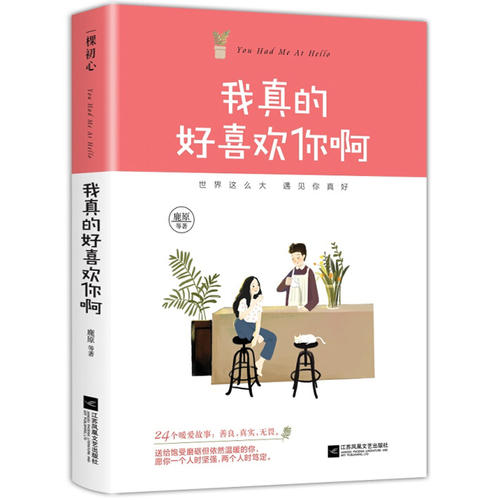 一棵初心
You Had Me At Hello
我真的好喜欢你啊
鹿原 等著
江苏凤凰文艺出版社
You Had Me At Hello
我真的
好喜欢你啊
世界这么大 遇见你真好
鹿原
等著
24个暖爱故事:善良,真实,无畏。
送给饱受磨砺但依然温暖的你,
愿你一个人时坚强,两个人时笃定。
江苏凤凰文艺出版社